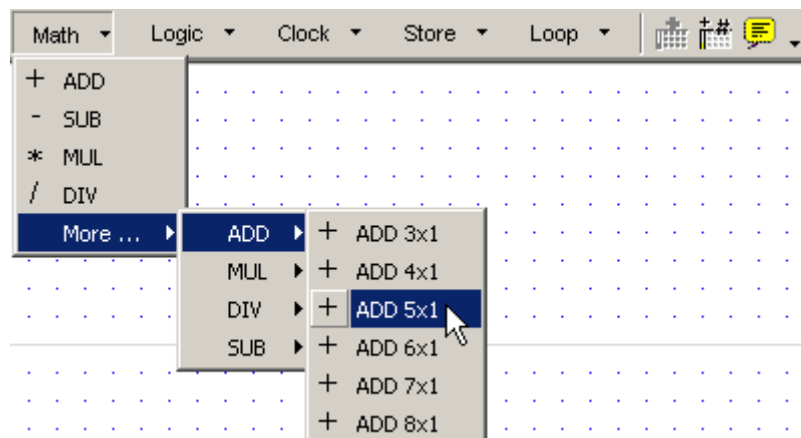 Math Logic Clock Store Loop
+ ADD
- SUB
* MUL
/ DIV
More ...
ADD
MUL
DIV
SUB
+ ADD 3x1
+ ADD 4x1
+ ADD 5x1
+ ADD 6x1
+ ADD 7x1
+ ADD 8x1